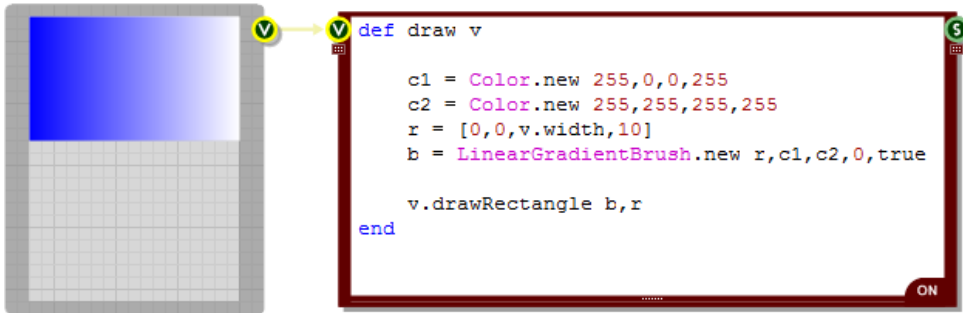 V
V def draw v
S
c1 = Color.new 255,0,0,255
c2 = Color.new 255,255,255,255
r = [0,0,v.width,10]
b = LinearGradientBrush.new r,c1,c2,0,true
v.drawRectangle b,r
end
ON